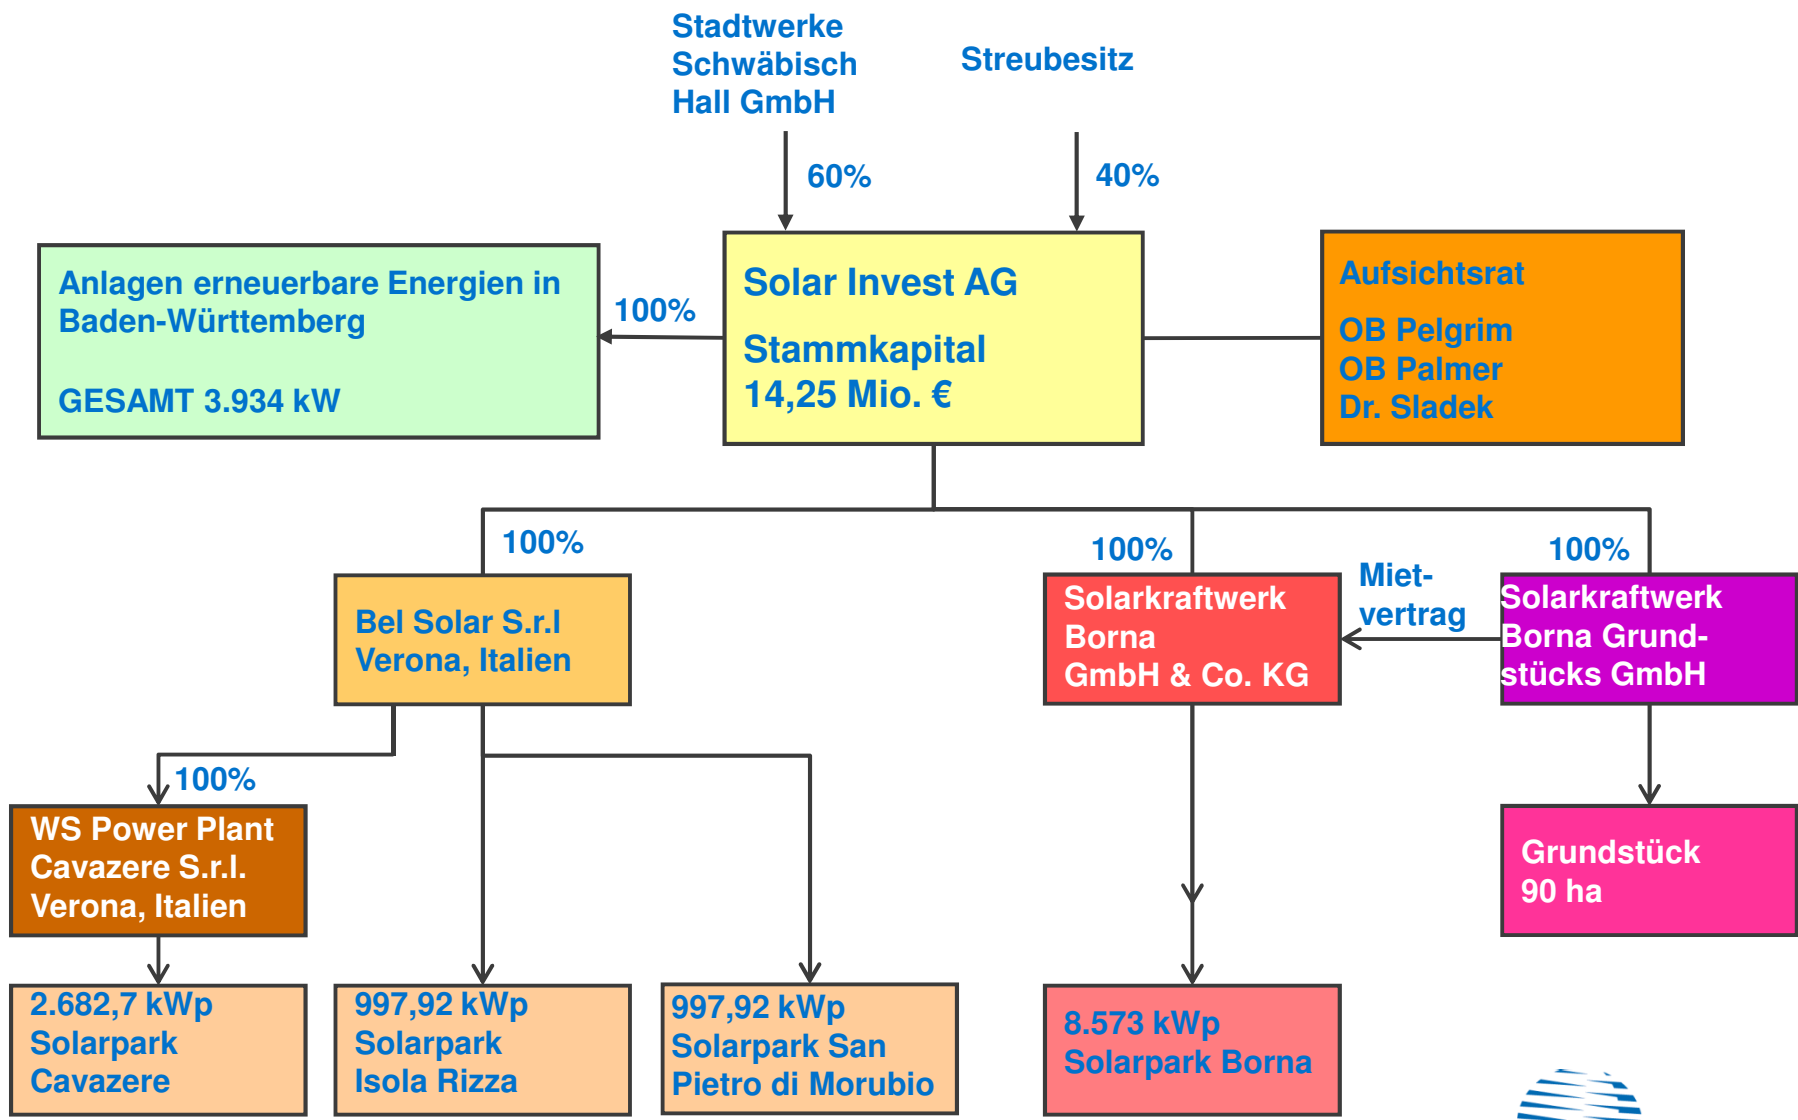 Stadtwerke
Schwäbisch
Hall GmbH
Streubesitz
60%
40%
Anlagen erneuerbare Energien in
Baden-Württemberg
GESAMT 3.934 kW
100%
Solar Invest AG
Stammkapital
14,25 Mio. €
Aufsichtsrat
OB Pelgrim
OB Palmer
Dr. Sladek
100%
100%
100%
Bel Solar S.r.l
Verona, Italien
Solarkraftwerk
Borna
GmbH & Co. KG
Miet-
vertrag
Solarkraftwerk
Borna Grund-
stücks GmbH
100%
WS Power Plant
Cavazere S.r.l.
Verona, Italien
Grundstück
90 ha
2.682,7 kWp
Solarpark
Cavazere
997,92 kWp
Solarpark
Isola Rizza
997,92 kWp
Solarpark San
Pietro di Morubio
8.573 kWp
Solarpark Borna